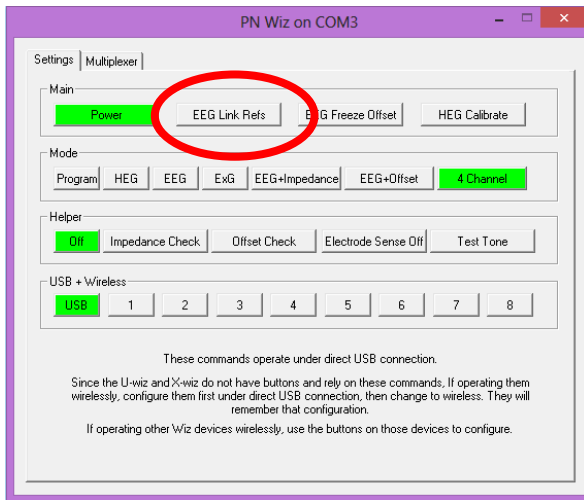 PN Wiz on COM3
Settings Multiplexer
Main
Power EEG Link Refs EEG Freeze Offset HEG Calibrate
Mode
Program HEG EEG ExG EEG+Impedance EEG+Offset 4 Channel
Helper
Off Impedance Check Offset Check Electrode Sense Off Test Tone
USB + Wireless
USB 1 2 3 4 5 6 7 8
These commands operate under direct USB connection.
Since the U-wiz and X-wiz do not have buttons and rely on these commands, If operating them
wirelessly, configure them first under direct USB connection, then change to wireless. They will
remember that configuration.
If operating other Wiz devices wirelessly, use the buttons on those devices to configure.